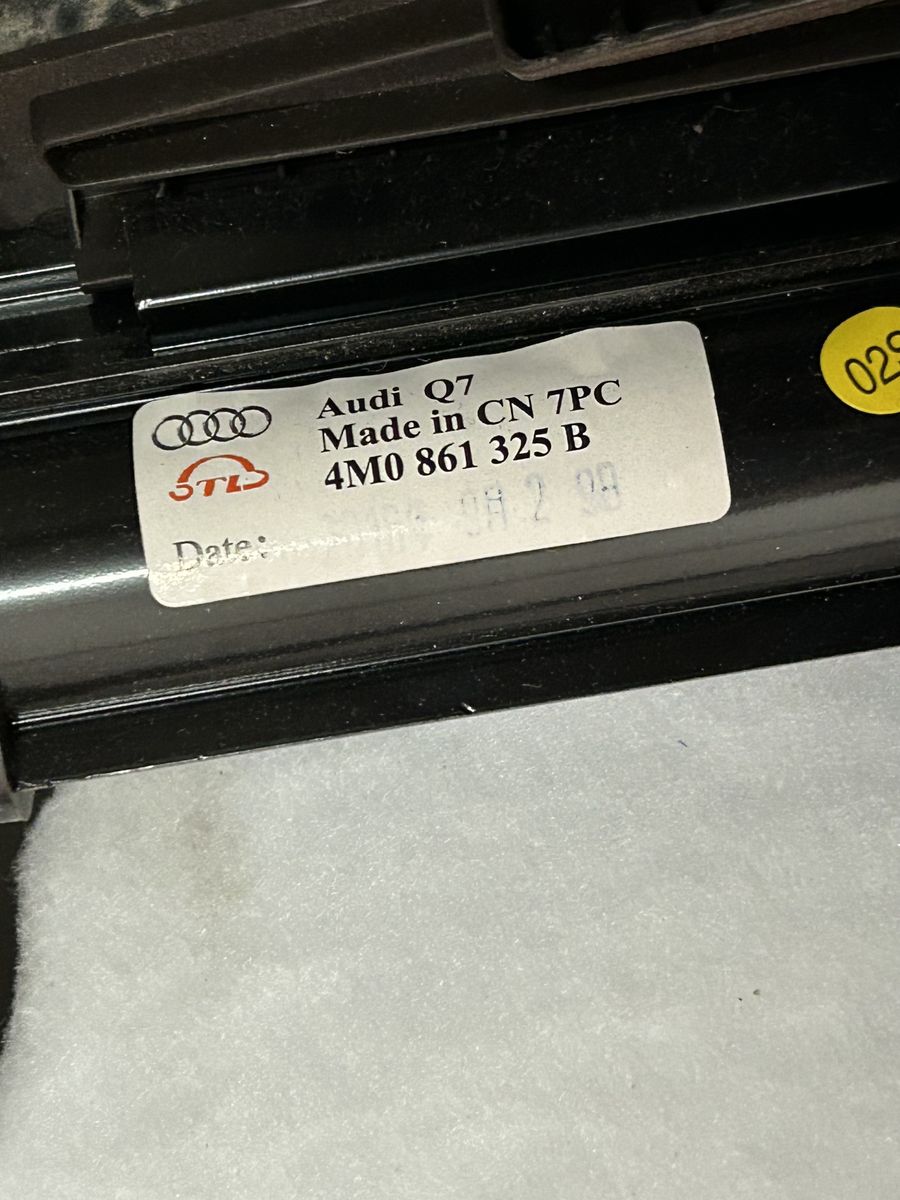 Audi Q7
Made in CN 7PC
4M0 861 325 B
STL
Date: